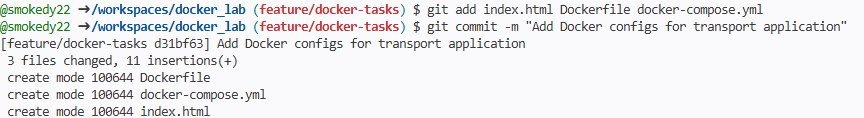 @smokedy22 ➜/workspaces/docker_lab (feature/docker-tasks) $ git add index.html Dockerfile docker-compose.yml
@smokedy22 ➜/workspaces/docker_lab (feature/docker-tasks) $ git commit -m "Add Docker configs for transport application"
[feature/docker-tasks d31bf63] Add Docker configs for transport application
 3 files changed, 11 insertions(+)
 create mode 100644 Dockerfile
 create mode 100644 docker-compose.yml
 create mode 100644 index.html